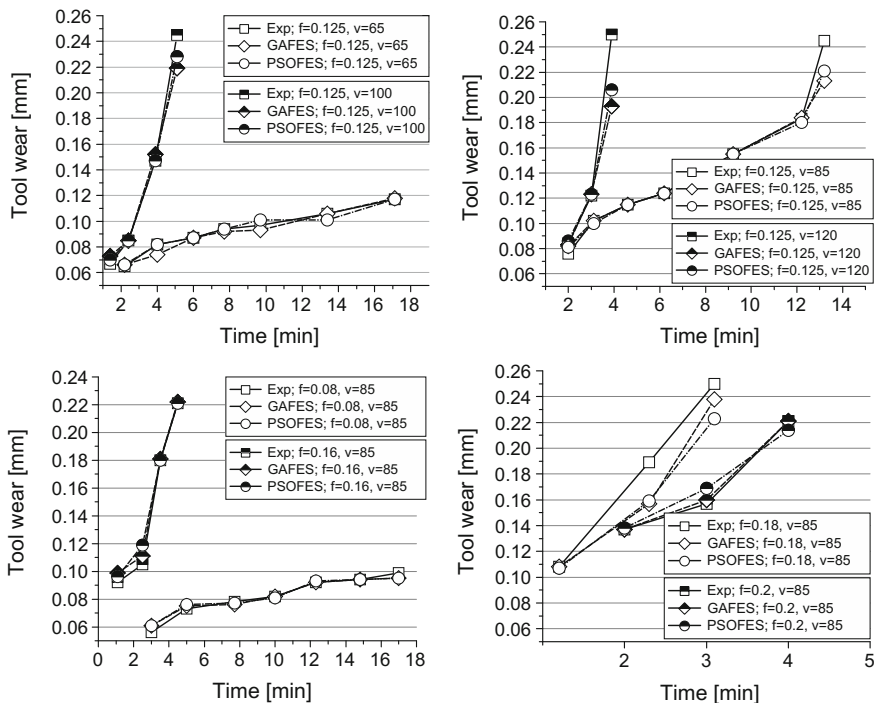 Tool wear [mm]
0.26
0.24
0.22
0.20
0.18
0.16
0.14
0.12
0.10
0.08
0.06
Exp; f=0.125, v=65
GAFES; f=0.125, v=65
PSOFES; f=0.125, v=65
Exp; f=0.125, v=100
GAFES; f=0.125, v=100
PSOFES; f=0.125, v=100
2 4 6 8 10 12 14 16 18
Time [min]
Tool wear [mm]
0.26
0.24
0.22
0.20
0.18
0.16
0.14
0.12
0.10
0.08
0.06
Exp; f=0.125, v=85
GAFES; f=0.125, v=85
PSOFES; f=0.125, v=85
Exp; f=0.125, v=120
GAFES; f=0.125, v=120
PSOFES; f=0.125, v=120
2 4 6 8 10 12 14
Time [min]
Tool wear [mm]
0.24
0.22
0.20
0.18
0.16
0.14
0.12
0.10
0.08
0.06
Exp; f=0.08, v=85
GAFES; f=0.08, v=85
PSOFES; f=0.08, v=85
Exp; f=0.16, v=85
GAFES; f=0.16, v=85
PSOFES; f=0.16, v=85
0 2 4 6 8 10 12 14 16 18
Time [min]
Tool wear [mm]
0.26
0.24
0.22
0.20
0.18
0.16
0.14
0.12
0.10
0.08
0.06
Exp; f=0.18, v=85
GAFES; f=0.18, v=85
PSOFES; f=0.18, v=85
Exp; f=0.2, v=85
GAFES; f=0.2, v=85
PSOFES; f=0.2, v=85
2 3 4 5
Time [min]